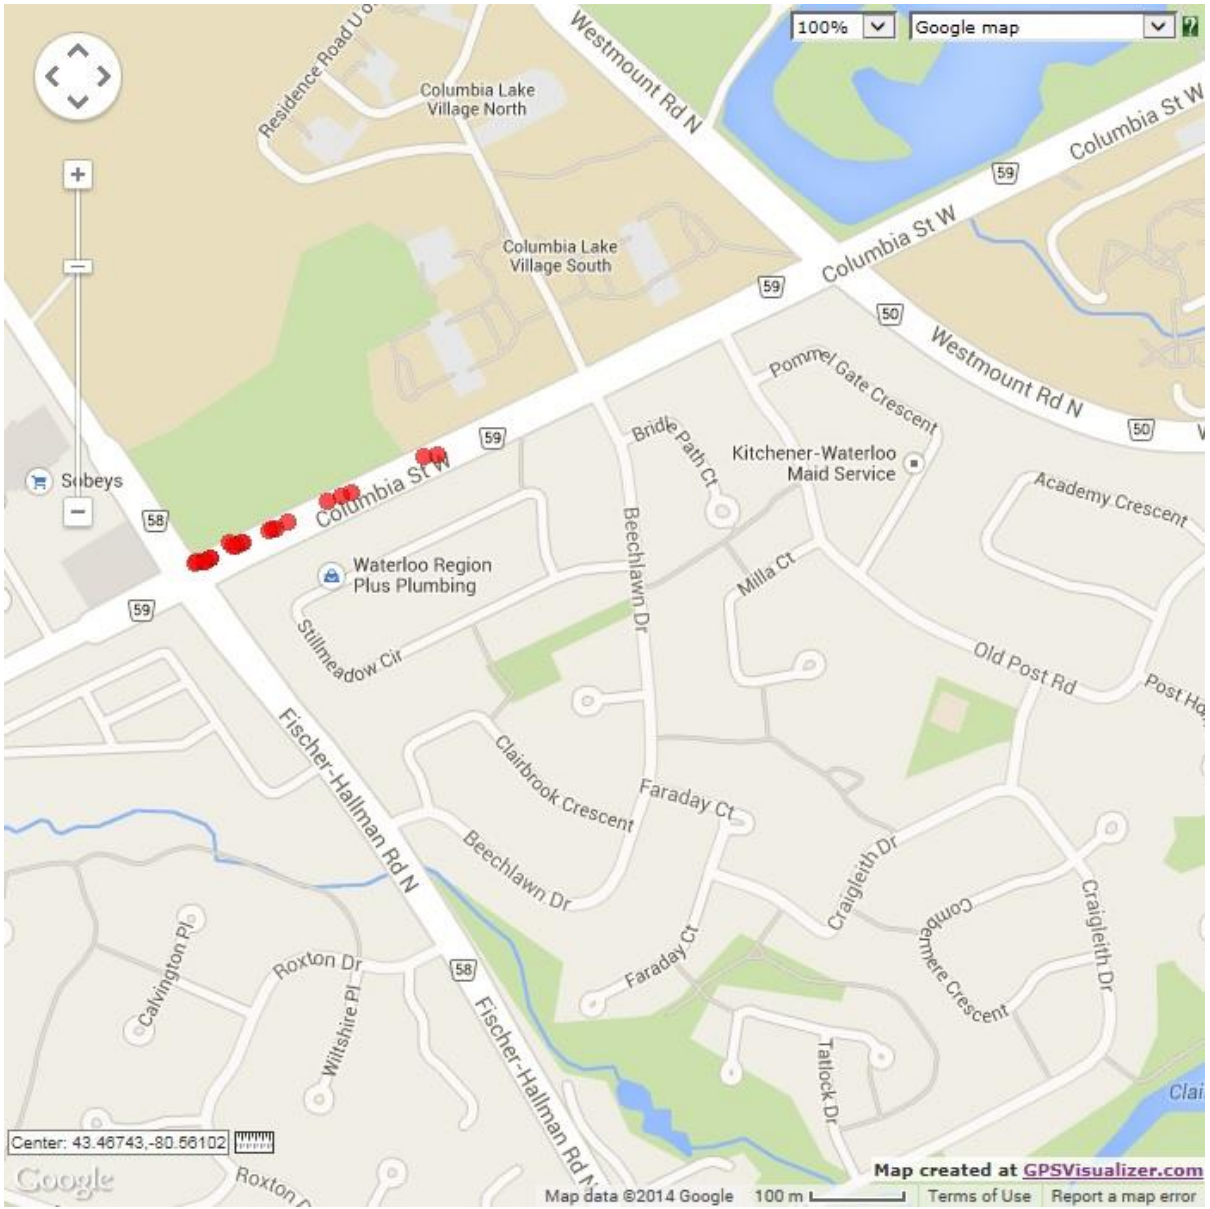 100%
Google map
?
Residence Road U of
Westmount Rd N
Columbia Lake
Village North
Columbia St W
59
Columbia Lake
Village South
Columbia St W
59
50
Westmount Rd N
50
Pommel Gate Crescent
Bridle Path Ct
59
Kitchener-Waterloo
Maid Service
Academy Crescent
Sobeys
58
Columbia St W
Waterloo Region
Plus Plumbing
Beechlawn Dr
Milla Ct
59
Stillmeadow Cir
Old Post Rd
Fischer-Hallman Rd N
Clairbrook Crescent
Faraday Ct
Beechlawn Dr
Craigleith Dr
Combermere Crescent
Craigleith Dr
Calvington Pl
Roxton Dr
58
Faraday Ct
Wiltshire Pl
Fischer-Hallman Rd N
Tatlock Dr
Clai
Center: 43.46743,-80.56102
Google
Roxton D
Map created at GPSVisualizer.com
Map data ©2014 Google
100 m
Terms of Use
Report a map error